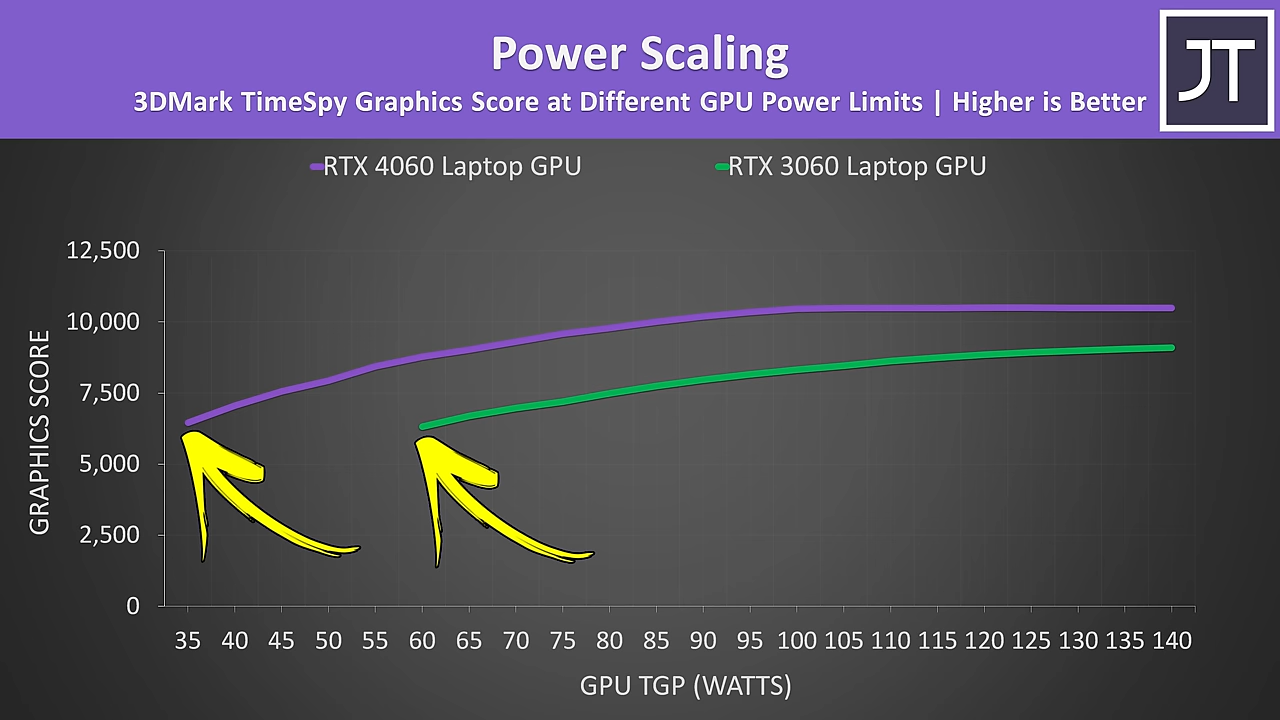 Power Scaling
3DMark TimeSpy Graphics Score at Different GPU Power Limits | Higher is Better
JT
RTX 4060 Laptop GPU
RTX 3060 Laptop GPU
12,500
10,000
7,500
5,000
2,500
0
GRAPHICS SCORE
35 40 45 50 55 60 65 70 75 80 85 90 95 100 105 110 115 120 125 130 135 140
GPU TGP (WATTS)